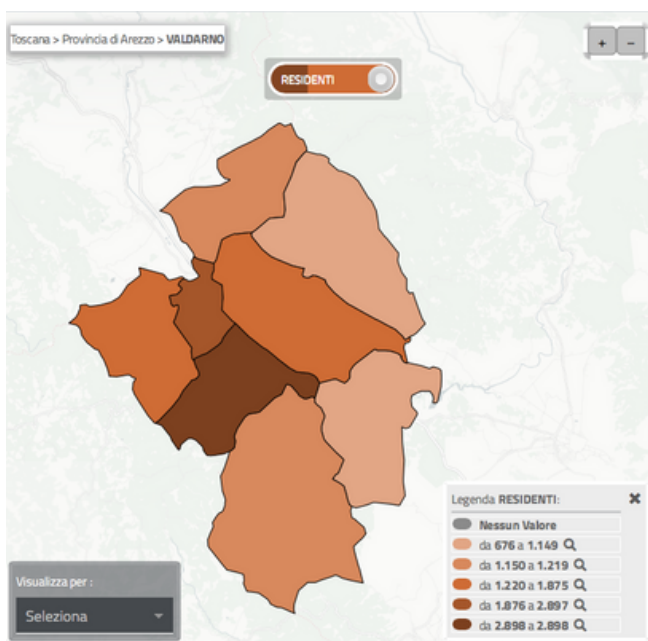 Toscana > Provincia di Arezzo > VALDARNO
+ −
RESIDENTI
Legenda RESIDENTI: ✖
Nessun Valore
da 676 a 1.149
da 1.150 a 1.219
da 1.220 a 1.875
da 1.876 a 2.897
da 2.898 a 2.898
Visualizza per :
Seleziona